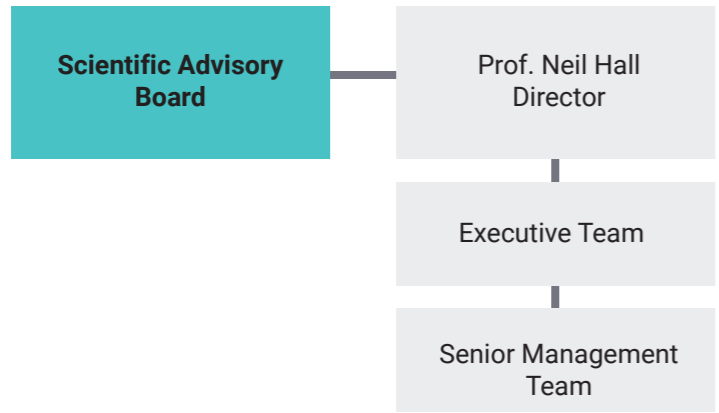 Scientific Advisory
Board
Prof. Neil Hall
Director
Executive Team
Senior Management
Team